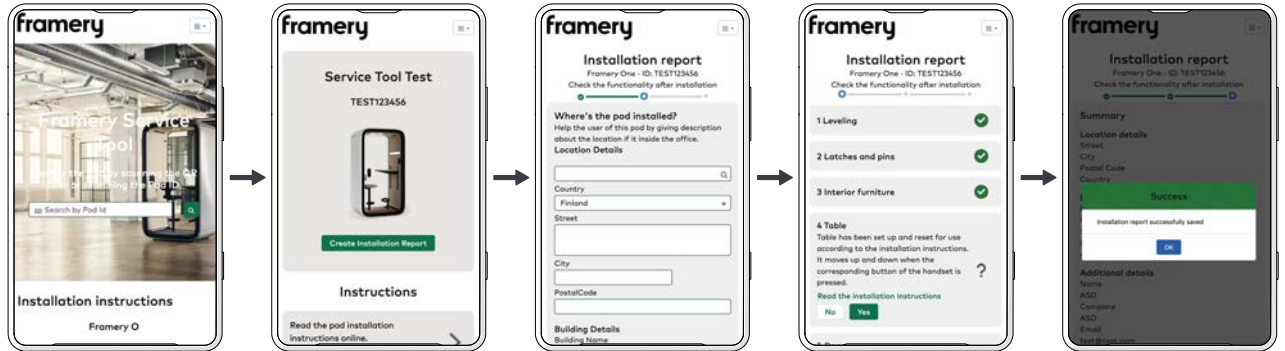 framery
Framery Service
Tool
the Pod ID.
Search by Pod Id
Installation instructions
Framery O
framery
Service Tool Test
TEST123456
Create Installation Report
Instructions
Read the pod installation
instructions online.
framery
Installation report
Framery One - ID: TEST123456
Check the functionality after installation
Where's the pod installed?
Help the user of this pod by giving description
about the location if it inside the office.
Location Details
Country
Finland
Street
City
PostalCode
Building Details
Building Name
framery
Installation report
Framery One - ID: TEST123456
Check the functionality after installation
1 Leveling
2 Latches and pins
3 Interior furniture
4 Table
Table has been set up and reset for use
according to the installation instructions.
It moves up and down when the
corresponding button of the handset is
pressed.
?
Read the installation instructions
No Yes
framery
Installation report
Framery One - ID: TEST123456
Check the functionality after installation
Summary
Location details
Street
City
Postal Code
Country
Success
Installation report successfully saved
OK
Additional details
Name
ASD
Company
ASD
Email
test@test.com